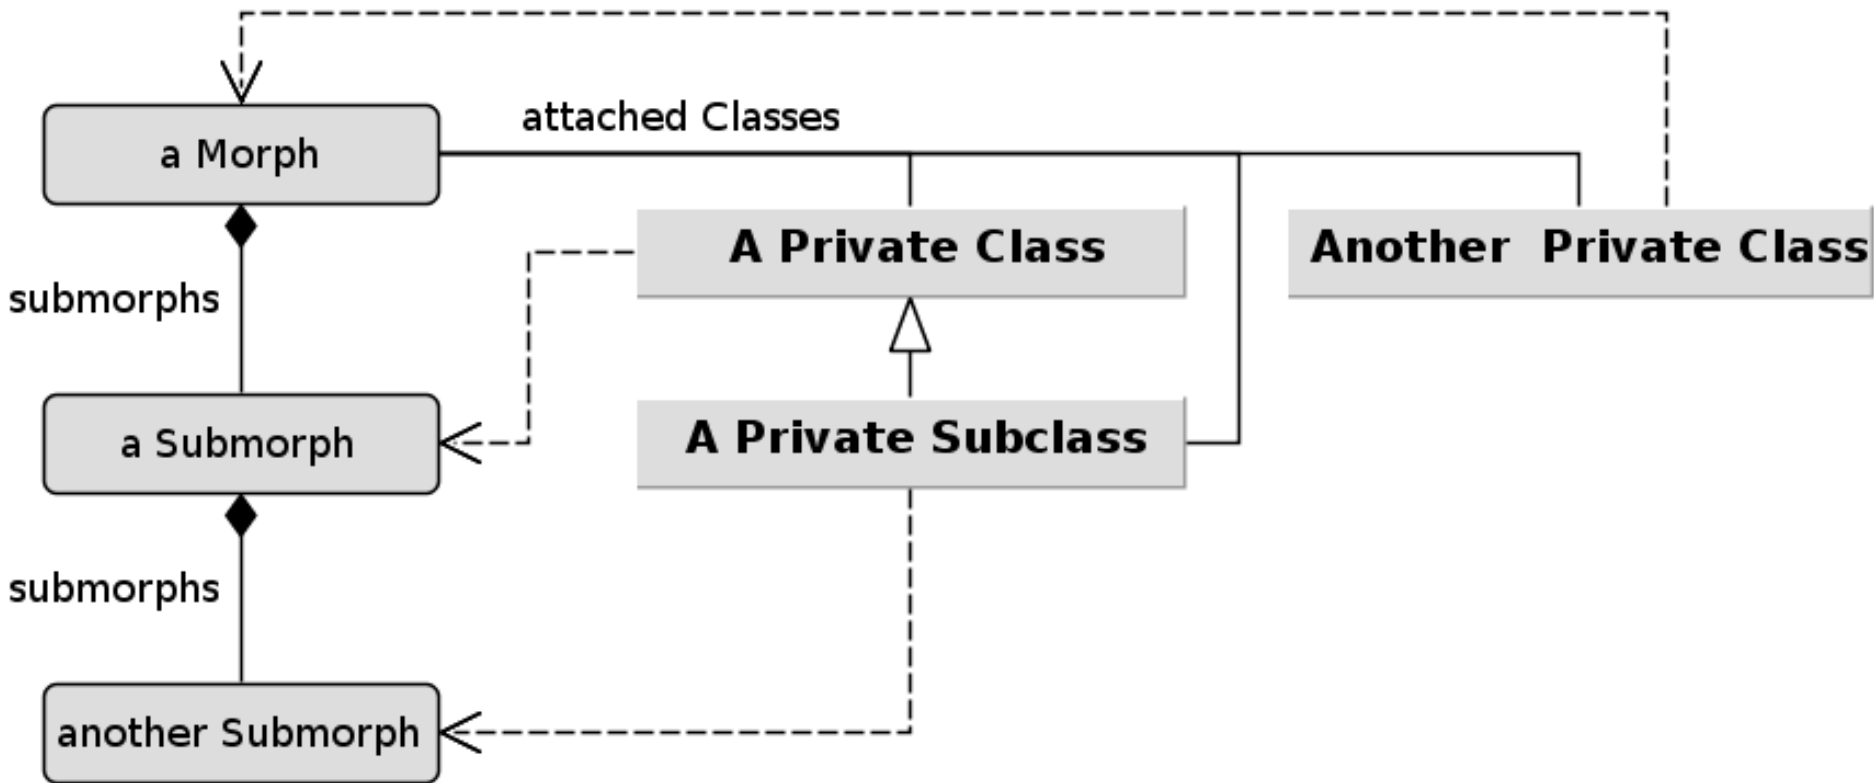 attached Classes
a Morph
A Private Class
Another  Private Class
submorphs
a Submorph
A Private Subclass
submorphs
another Submorph